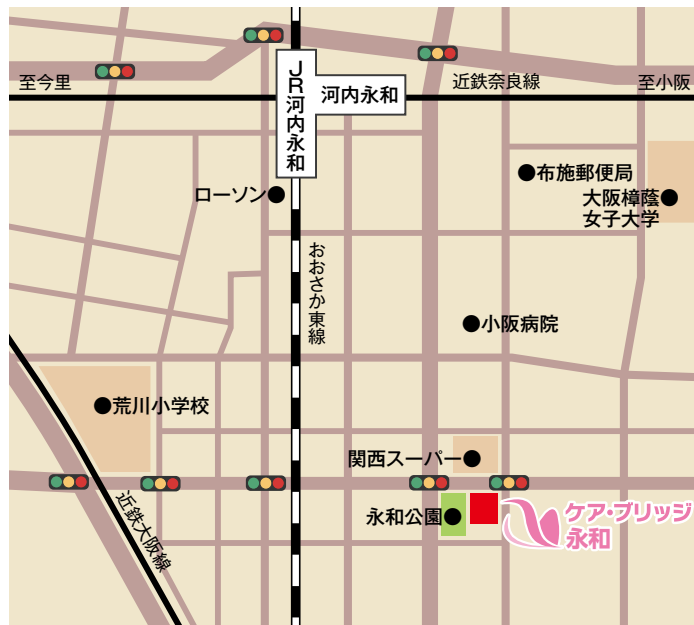 至今里
JR河内永和
河内永和
近鉄奈良線
至小阪
布施郵便局
大阪樟蔭
女子大学
ローソン
おおさか東線
小阪病院
荒川小学校
関西スーパー
近鉄大阪線
永和公園
ケア・ブリッジ
永和